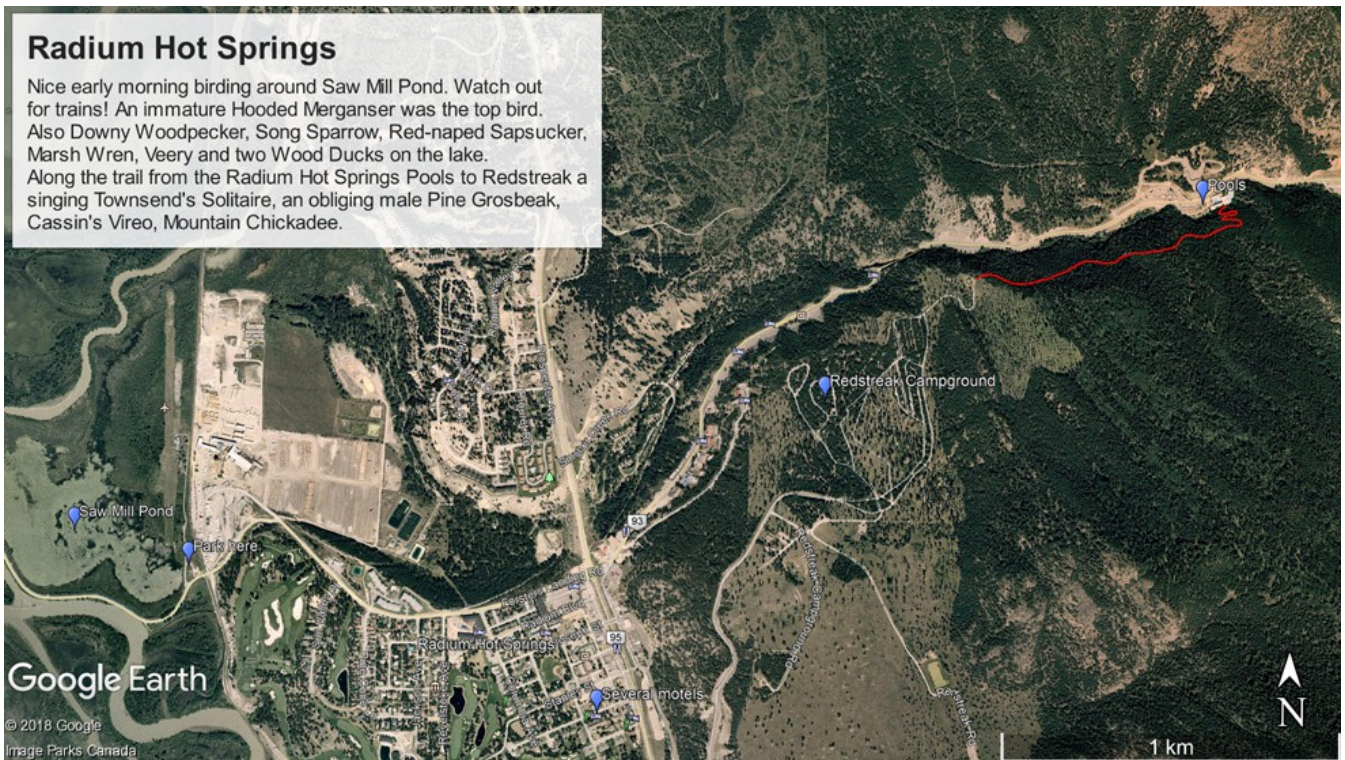 Radium Hot Springs
Nice early morning birding around Saw Mill Pond. Watch out
for trains! An immature Hooded Merganser was the top bird.
Also Downy Woodpecker, Song Sparrow, Red-naped Sapsucker,
Marsh Wren, Veery and two Wood Ducks on the lake.
Along the trail from the Radium Hot Springs Pools to Redstreak a
singing Townsend's Solitaire, an obliging male Pine Grosbeak,
Cassin's Vireo, Mountain Chickadee.
Pools
Redstreak Campground
Saw Mill Pond
Park here
93
Redstreak Campground Rd
Radium Hot Springs
95
Several motels
Google Earth
© 2018 Google
Image Parks Canada
N
1 km